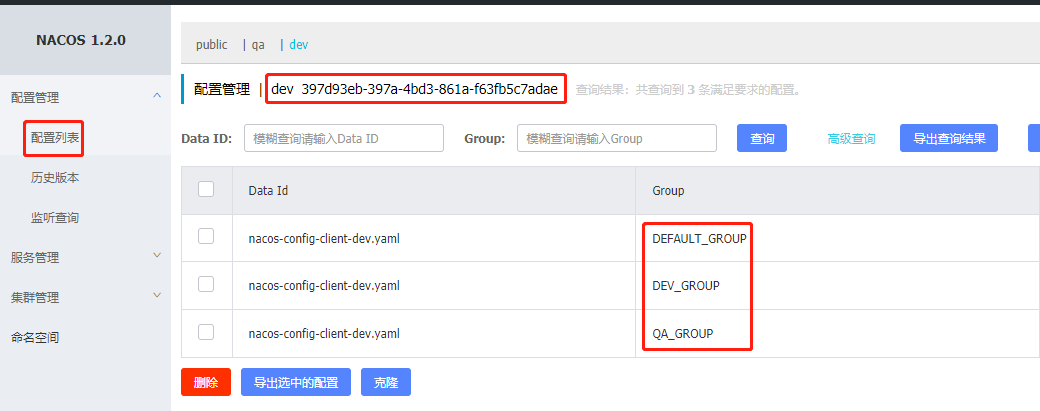 NACOS 1.2.0
配置管理
配置列表
历史版本
监听查询
服务管理
集群管理
命名空间
public | qa | dev
配置管理 | dev 397d93eb-397a-4bd3-861a-f63fb5c7adae 查询结果：共查询到 3 条满足要求的配置。
Data ID: 模糊查询请输入Data ID Group: 模糊查询请输入Group 查询 高级查询 导出查询结果
Data Id Group
nacos-config-client-dev.yaml DEFAULT_GROUP
nacos-config-client-dev.yaml DEV_GROUP
nacos-config-client-dev.yaml QA_GROUP
删除 导出选中的配置 克隆